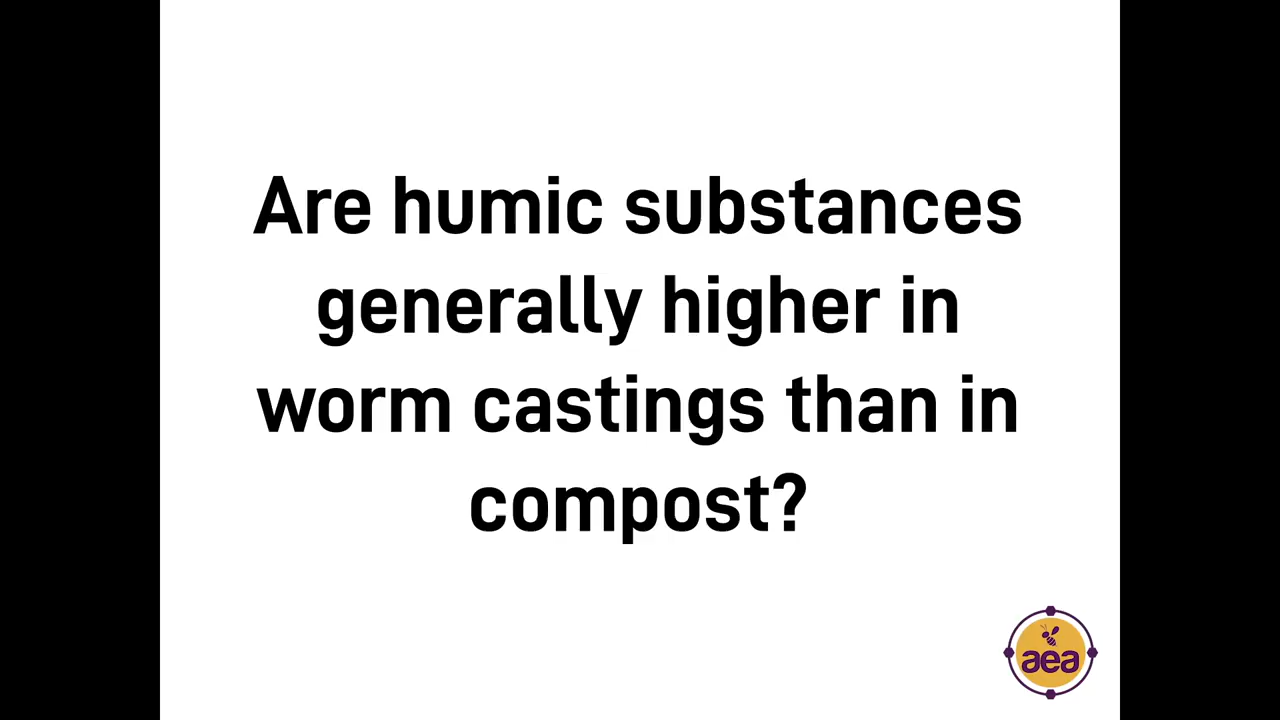 Are humic substances
generally higher in
worm castings than in
compost?
aea